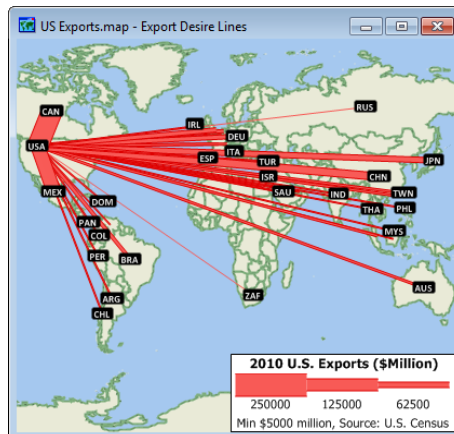 US Exports.map - Export Desire Lines
RUS
CAN
IRL
DEU
USA
ITA
ESP
TUR
JPN
ISR
CHN
MEX
SAU
IND
TWN
DOM
THA
PHL
PAN
COL
MYS
PER
BRA
AUS
ARG
ZAF
CHL
2010 U.S. Exports ($Million)
250000 125000 62500
Min $5000 million, Source: U.S. Census